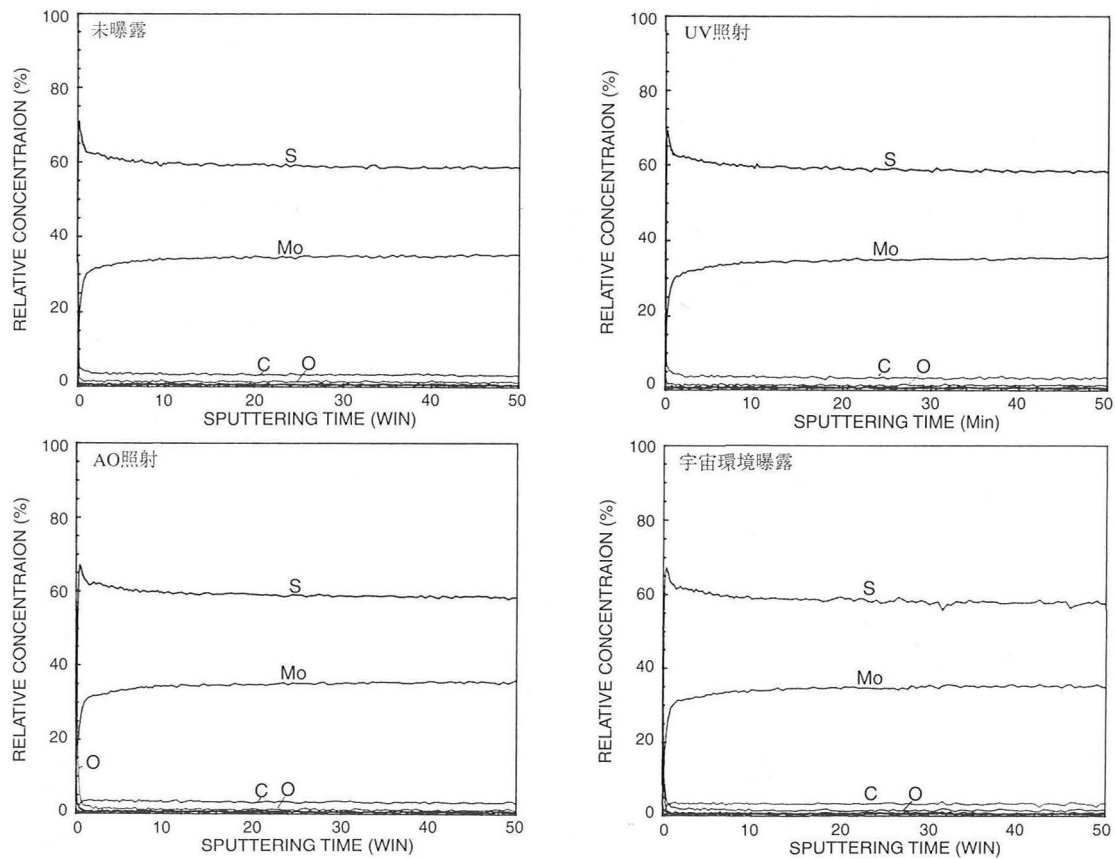 未曝露
RELATIVE CONCENTRAION (%)
100
80
60
40
20
0
S
Mo
C
O
0
10
20
30
40
50
SPUTTERING TIME (WIN)
UV照射
RELATIVE CONCENTRAION (%)
100
80
60
40
20
0
S
Mo
C
O
0
10
20
30
40
50
SPUTTERING TIME (Min)
AO照射
RELATIVE CONCENTRAION (%)
100
80
60
40
20
0
S
Mo
O
C
O
0
10
20
30
40
50
SPUTTERING TIME (WIN)
宇宙環境曝露
RELATIVE CONCENTRAION (%)
100
80
60
40
20
0
S
Mo
C
O
0
10
20
30
40
50
SPUTTERING TIME (WIN)